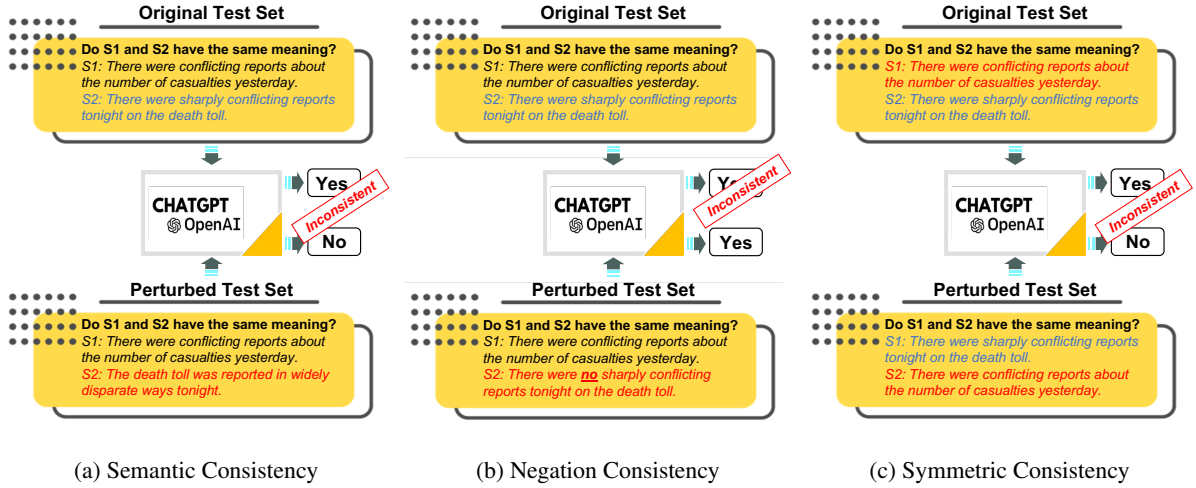 Original Test Set
Do S1 and S2 have the same meaning?
S1: There were conflicting reports about
the number of casualties yesterday.
S2: There were sharply conflicting reports
tonight on the death toll.
CHATGPT
OpenAI
Yes
Inconsistent
No
Perturbed Test Set
Do S1 and S2 have the same meaning?
S1: There were conflicting reports about
the number of casualties yesterday.
S2: The death toll was reported in widely
disparate ways tonight.
(a) Semantic Consistency
Original Test Set
Do S1 and S2 have the same meaning?
S1: There were conflicting reports about
the number of casualties yesterday.
S2: There were sharply conflicting reports
tonight on the death toll.
CHATGPT
OpenAI
Yes
Inconsistent
Yes
Perturbed Test Set
Do S1 and S2 have the same meaning?
S1: There were conflicting reports about
the number of casualties yesterday.
S2: There were no sharply conflicting
reports tonight on the death toll.
(b) Negation Consistency
Original Test Set
Do S1 and S2 have the same meaning?
S1: There were conflicting reports about
the number of casualties yesterday.
S2: There were sharply conflicting reports
tonight on the death toll.
CHATGPT
OpenAI
Yes
Inconsistent
No
Perturbed Test Set
Do S1 and S2 have the same meaning?
S1: There were sharply conflicting reports
tonight on the death toll.
S2: There were conflicting reports about
the number of casualties yesterday.
(c) Symmetric Consistency